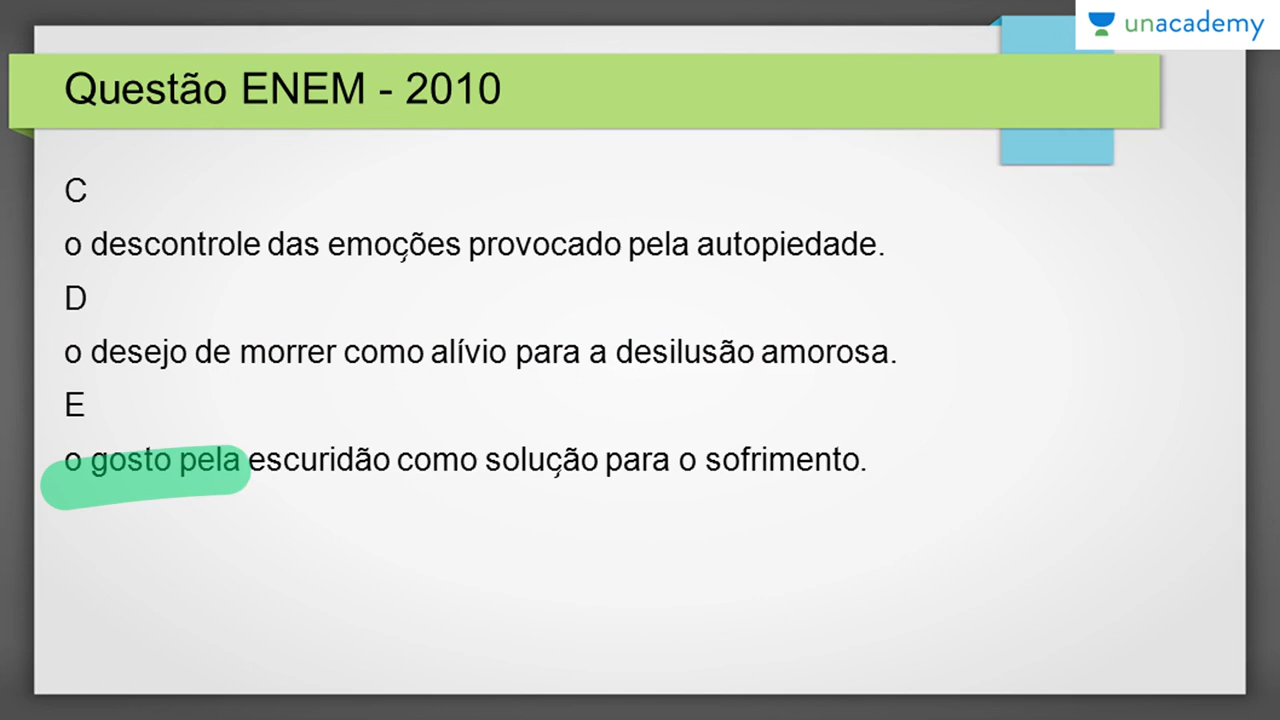 unacademy
Questão ENEM - 2010
C
o descontrole das emoções provocado pela autopiedade.
D
o desejo de morrer como alívio para a desilusão amorosa.
E
o gosto pela escuridão como solução para o sofrimento.